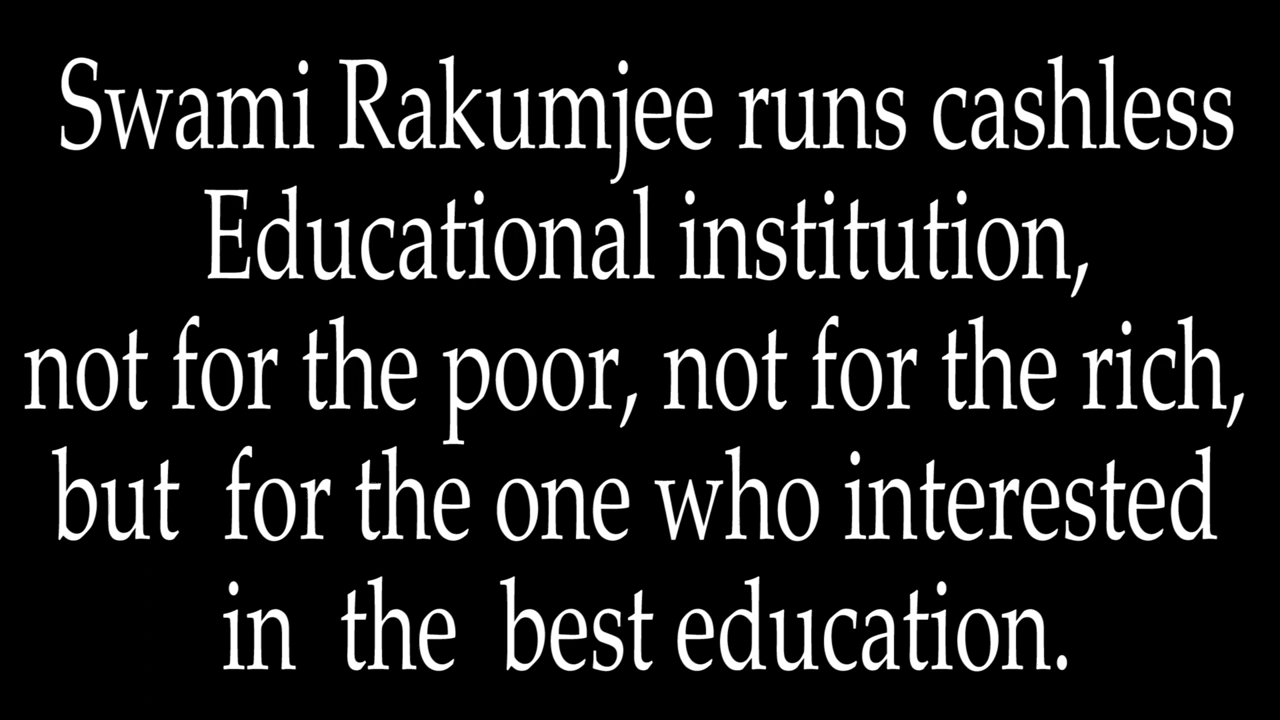 Swami Rakumjee runs cashless
Educational institution,
not for the poor, not for the rich,
but for the one who interested
in the best education.